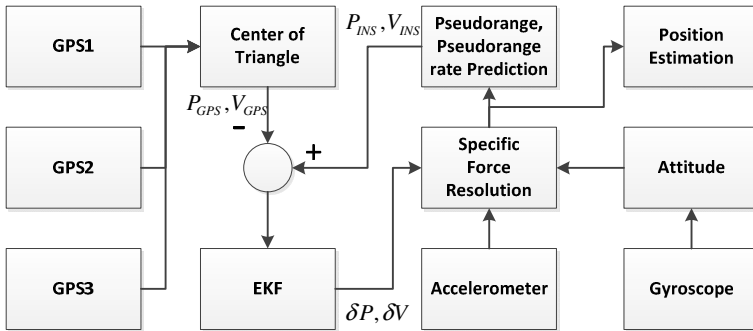 GPS1
Center of
Triangle
P_INS, V_INS
Pseudorange,
Pseudorange
rate Prediction
Position
Estimation
P_GPS, V_GPS
−
+
GPS2
Specific
Force
Resolution
Attitude
GPS3
EKF
δP, δV
Accelerometer
Gyroscope